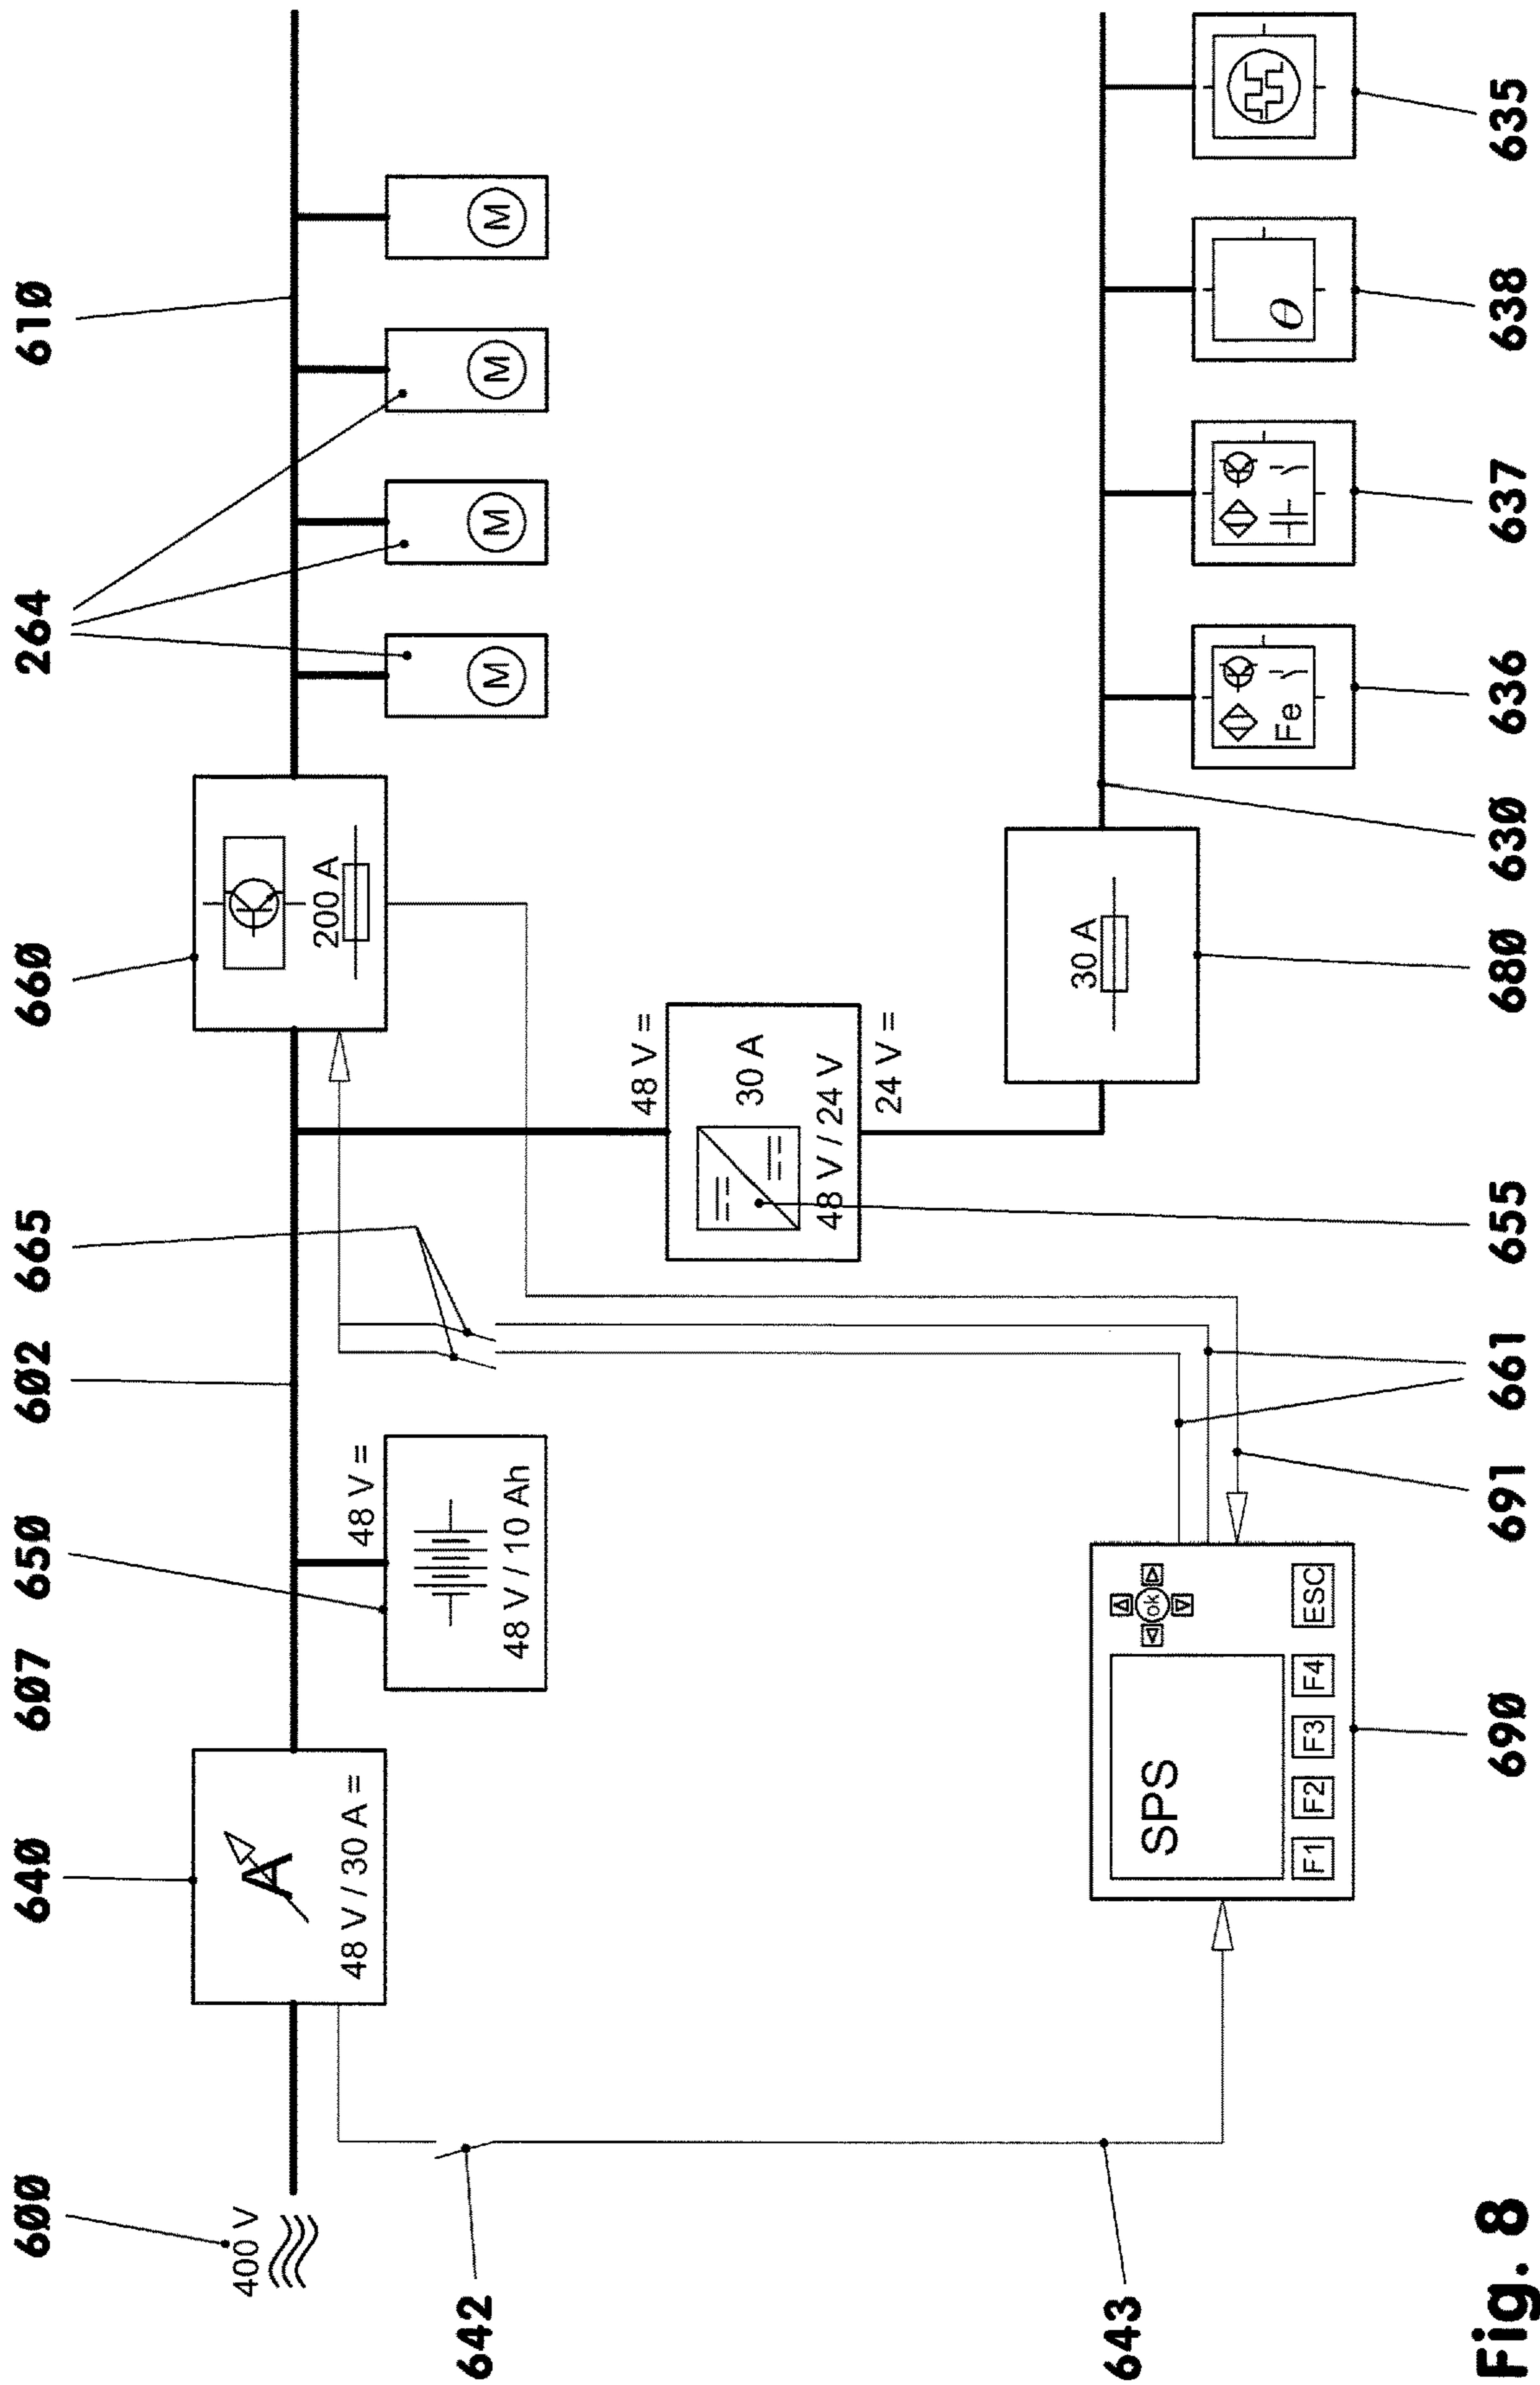 600
640
607
650
602
665
660
264
610
400 V
A
48 V / 30 A =
48 V =
48 V / 10 Ah
200 A
M
M
M
M
48 V =
30 A
48 V / 24 V
24 V =
30 A
Fe
θ
SPS
ok
F1
F2
F3
F4
ESC
642
643
690
691
661
655
680
630
636
637
638
635
Fig. 8